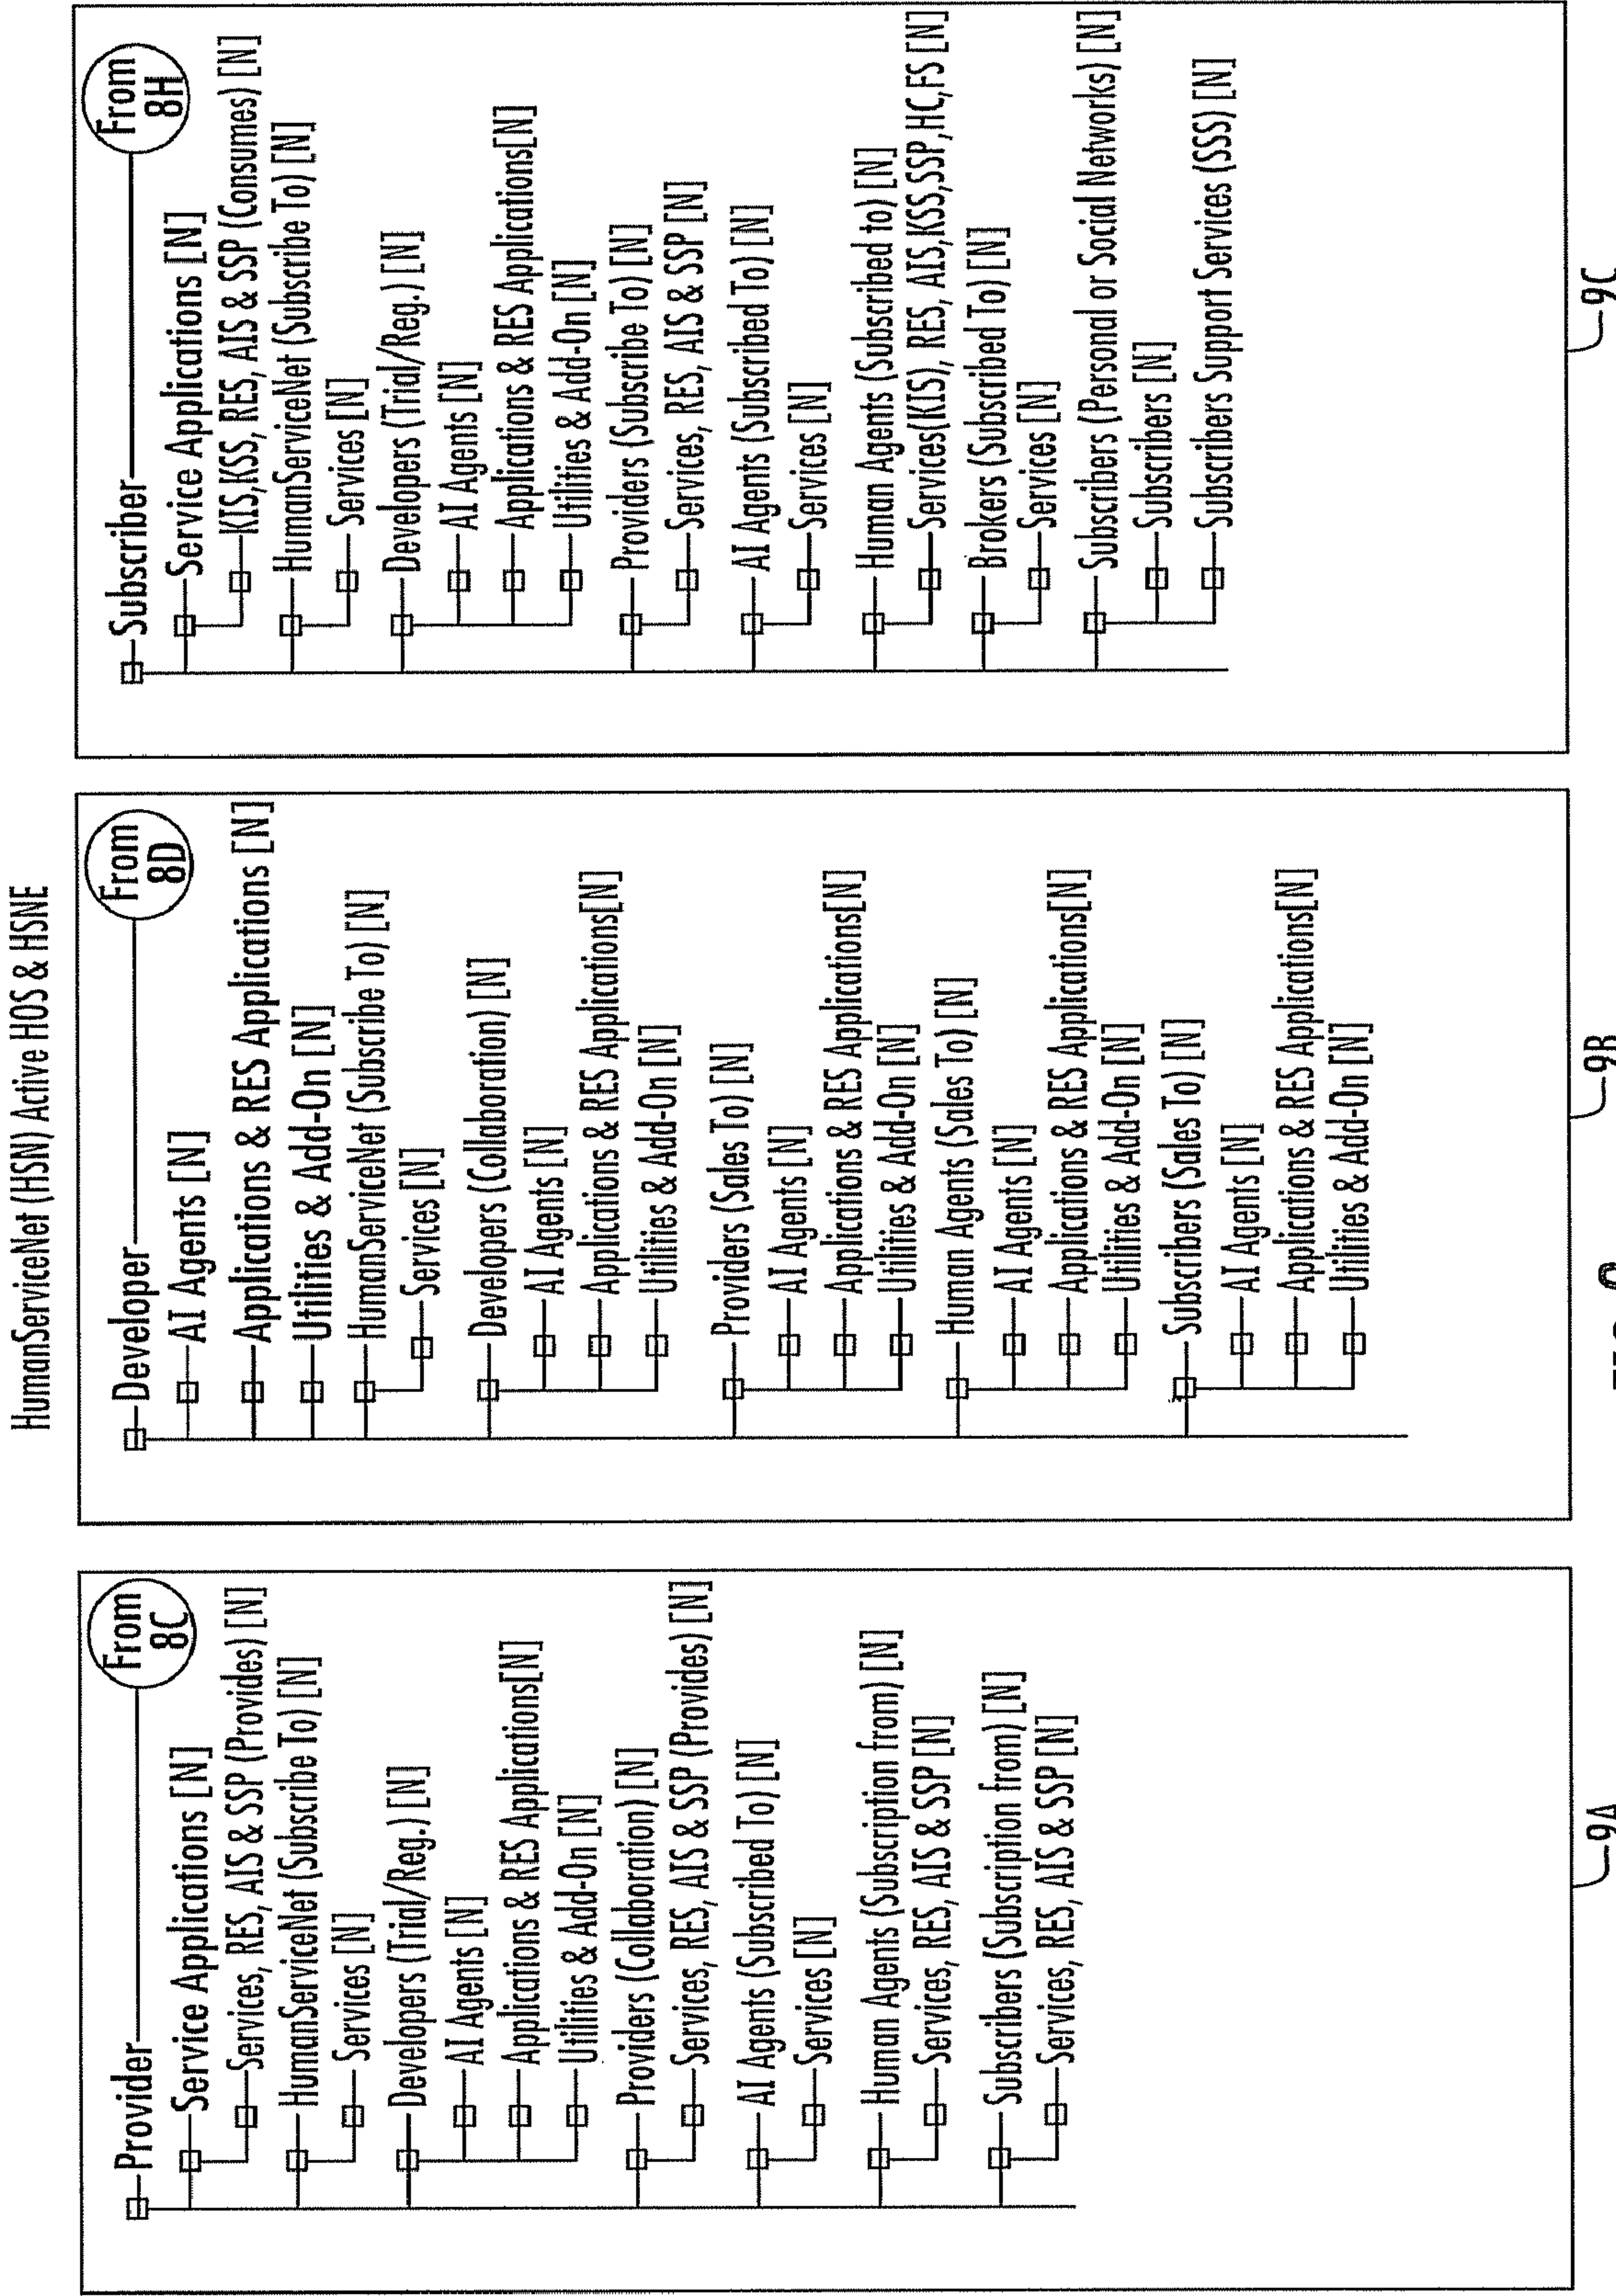 HumanServiceNet (HSN) Active HOS & HSNE
Provider
From
8C
Service Applications [N]
Services, RES, AIS & SSP (Provides) [N]
HumanServiceNet (Subscribe To) [N]
Services [N]
Developers (Trial/Reg.) [N]
AI Agents [N]
Applications & RES Applications[N]
Utilities & Add-On [N]
Providers (Collaboration) [N]
Services, RES, AIS & SSP (Provides) [N]
AI Agents (Subscribed To) [N]
Services [N]
Human Agents (Subscription from) [N]
Services, RES, AIS & SSP [N]
Subscribers (Subscription from) [N]
Services, RES, AIS & SSP [N]
9A
Developer
From
8D
AI Agents [N]
Applications & RES Applications [N]
Utilities & Add-On [N]
HumanServiceNet (Subscribe To) [N]
Services [N]
Developers (Collaboration) [N]
AI Agents [N]
Applications & RES Applications[N]
Utilities & Add-On [N]
Providers (Sales To) [N]
AI Agents [N]
Applications & RES Applications[N]
Utilities & Add-On [N]
Human Agents (Sales To) [N]
AI Agents [N]
Applications & RES Applications[N]
Utilities & Add-On [N]
Subscribers (Sales To) [N]
AI Agents [N]
Applications & RES Applications[N]
Utilities & Add-On [N]
9B
Subscriber
From
8H
Service Applications [N]
KIS,KSS, RES, AIS & SSP (Consumes) [N]
HumanServiceNet (Subscribe To) [N]
Services [N]
Developers (Trial/Reg.) [N]
AI Agents [N]
Applications & RES Applications[N]
Utilities & Add-On [N]
Providers (Subscribe To) [N]
Services, RES, AIS & SSP [N]
AI Agents (Subscribed To) [N]
Services [N]
Human Agents (Subscribed to) [N]
Services(KIS), RES, AIS,KSS,SSP,HC,FS [N]
Brokers (Subscribed To) [N]
Services [N]
Subscribers (Personal or Social Networks) [N]
Subscribers [N]
Subscribers Support Services (SSS) [N]
9C